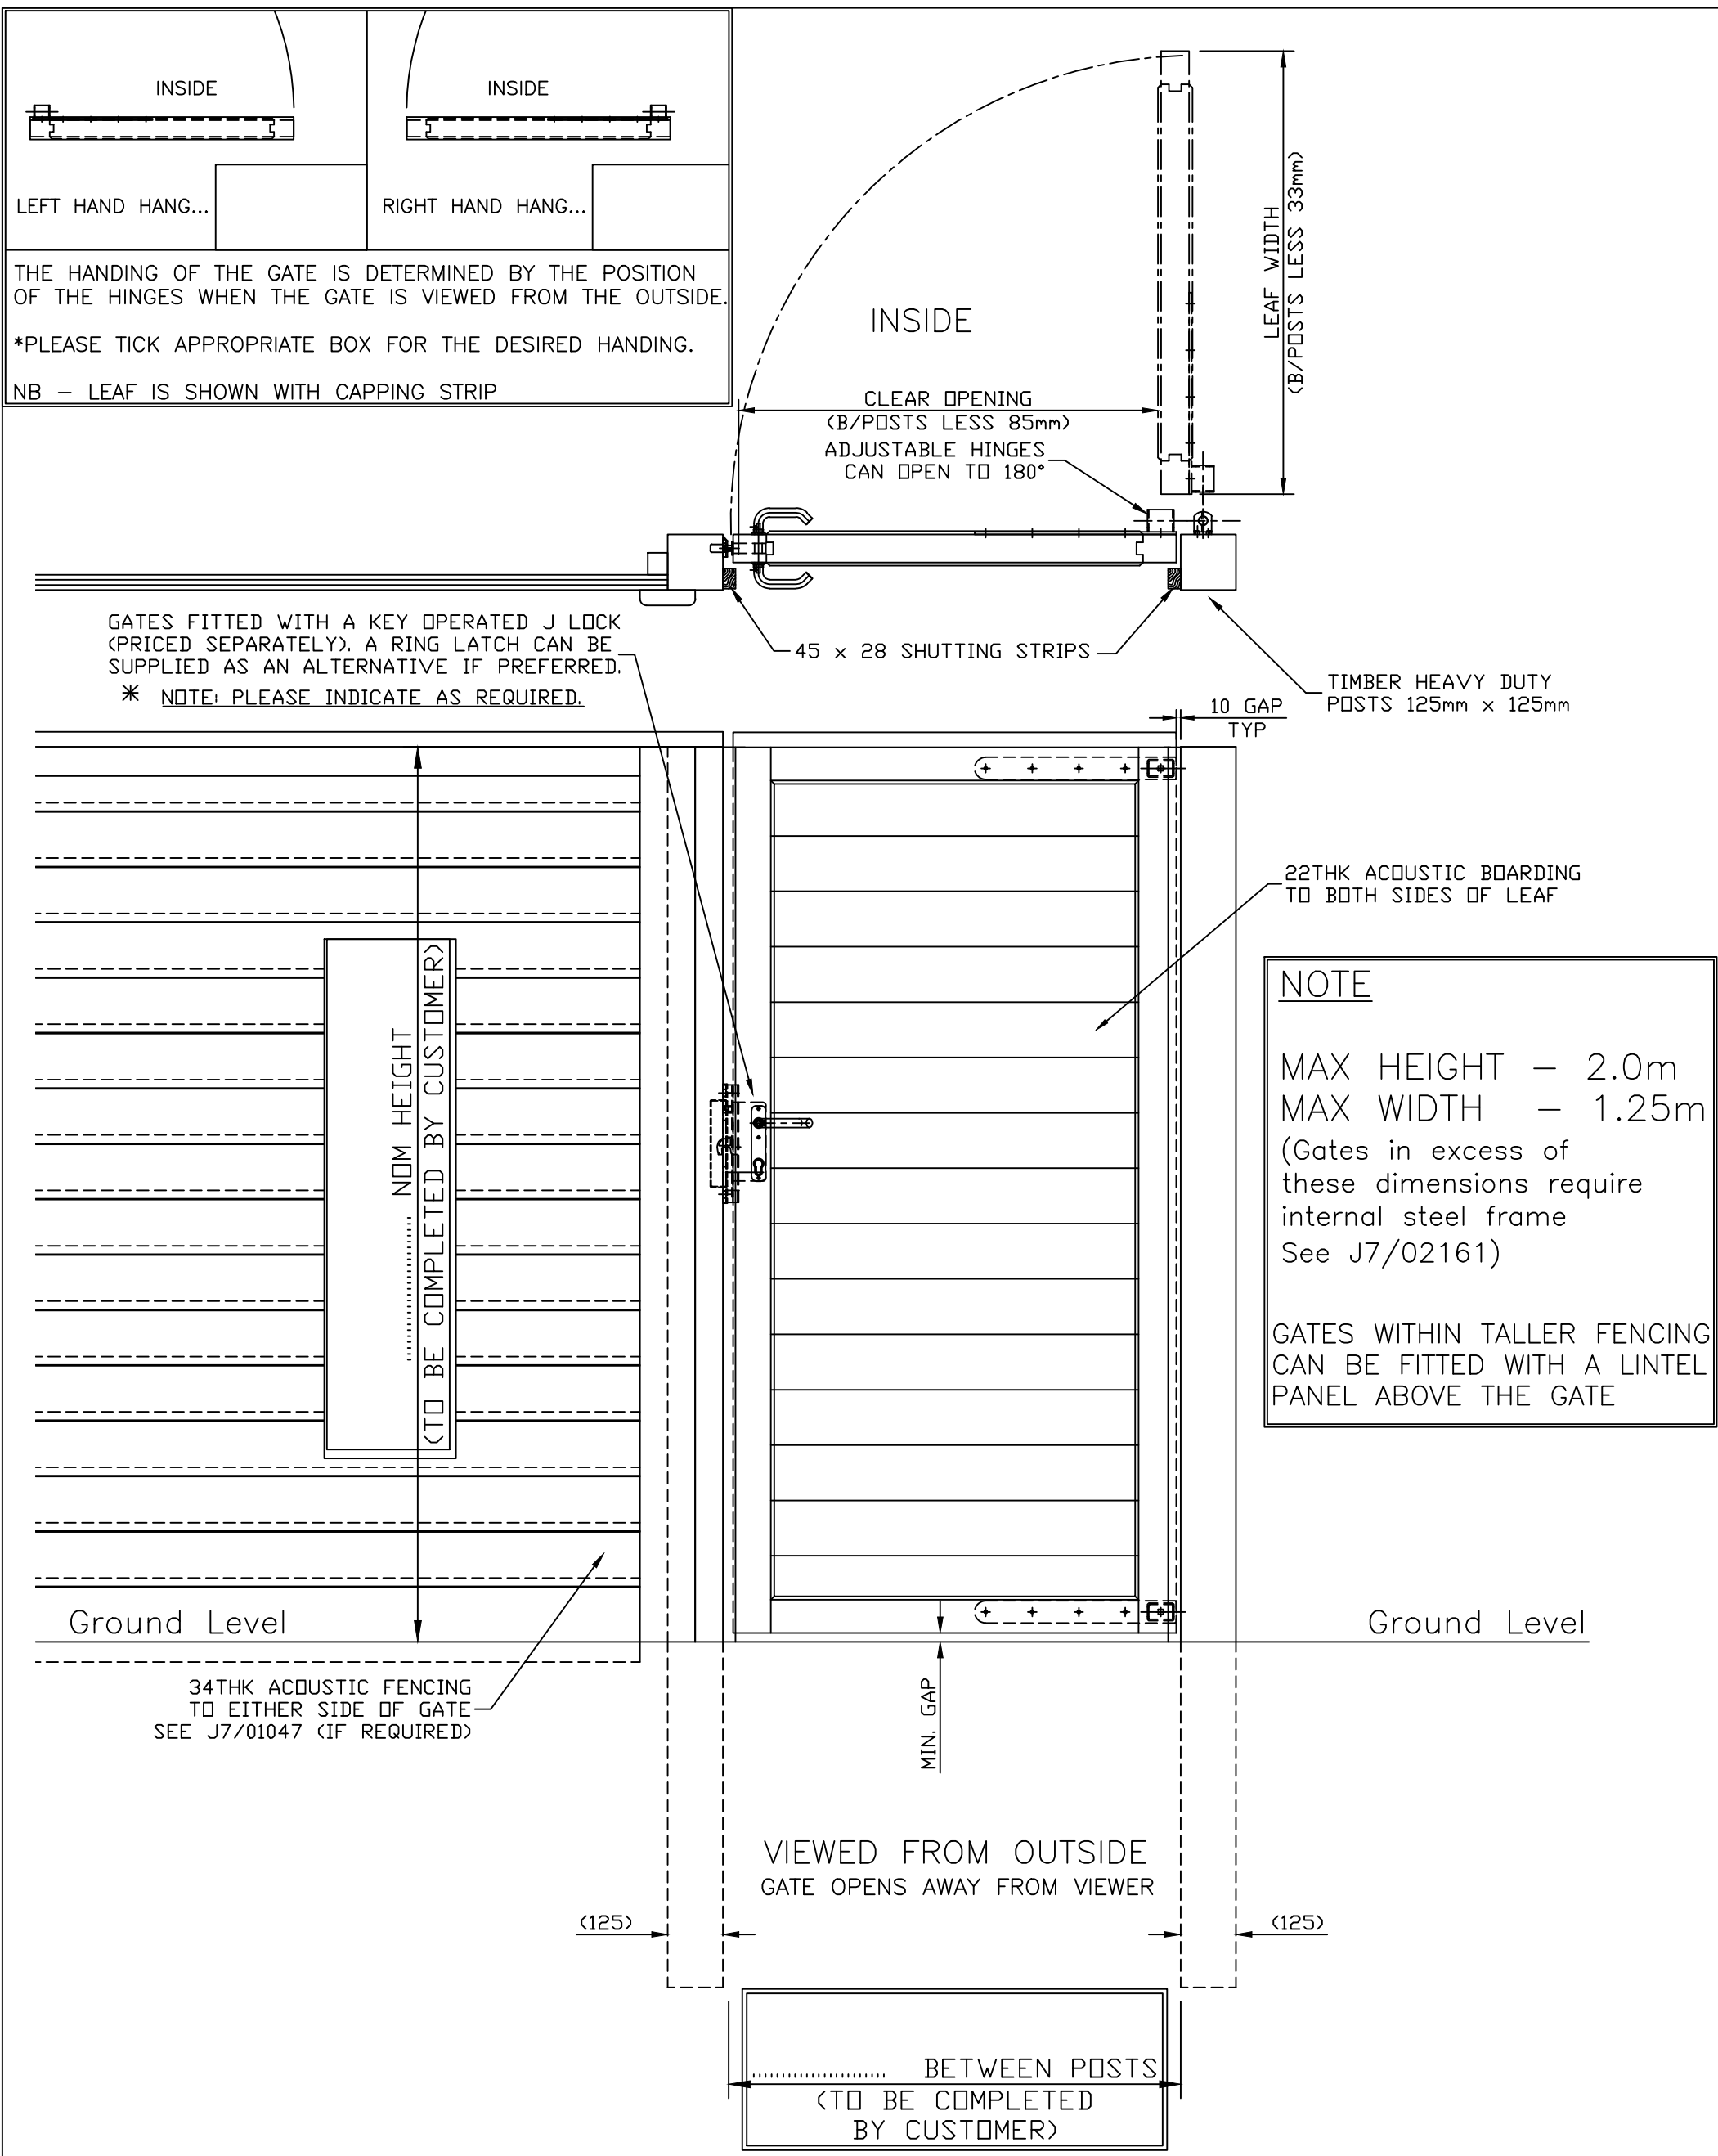 INSIDE
INSIDE
LEFT HAND HANG...
RIGHT HAND HANG...
THE HANDING OF THE GATE IS DETERMINED BY THE POSITION
OF THE HINGES WHEN THE GATE IS VIEWED FROM THE OUTSIDE.
*PLEASE TICK APPROPRIATE BOX FOR THE DESIRED HANDING.
NB – LEAF IS SHOWN WITH CAPPING STRIP
INSIDE
LEAF WIDTH
(B/POSTS LESS 33mm)
CLEAR OPENING
(B/POSTS LESS 85mm)
ADJUSTABLE HINGES
CAN OPEN TO 180°
GATES FITTED WITH A KEY OPERATED J LOCK
(PRICED SEPARATELY). A RING LATCH CAN BE
SUPPLIED AS AN ALTERNATIVE IF PREFERRED.
* NOTE: PLEASE INDICATE AS REQUIRED.
45 x 28 SHUTTING STRIPS
TIMBER HEAVY DUTY
POSTS 125mm x 125mm
10 GAP
TYP
22THK ACOUSTIC BOARDING
TO BOTH SIDES OF LEAF
NOM HEIGHT
(TO BE COMPLETED BY CUSTOMER)
NOTE
MAX HEIGHT – 2.0m
MAX WIDTH – 1.25m
(Gates in excess of
these dimensions require
internal steel frame
See J7/02161)
GATES WITHIN TALLER FENCING
CAN BE FITTED WITH A LINTEL
PANEL ABOVE THE GATE
Ground Level
Ground Level
34THK ACOUSTIC FENCING
TO EITHER SIDE OF GATE
SEE J7/01047 (IF REQUIRED)
MIN. GAP
VIEWED FROM OUTSIDE
GATE OPENS AWAY FROM VIEWER
(125)
(125)
...................... BETWEEN POSTS
(TO BE COMPLETED
BY CUSTOMER)